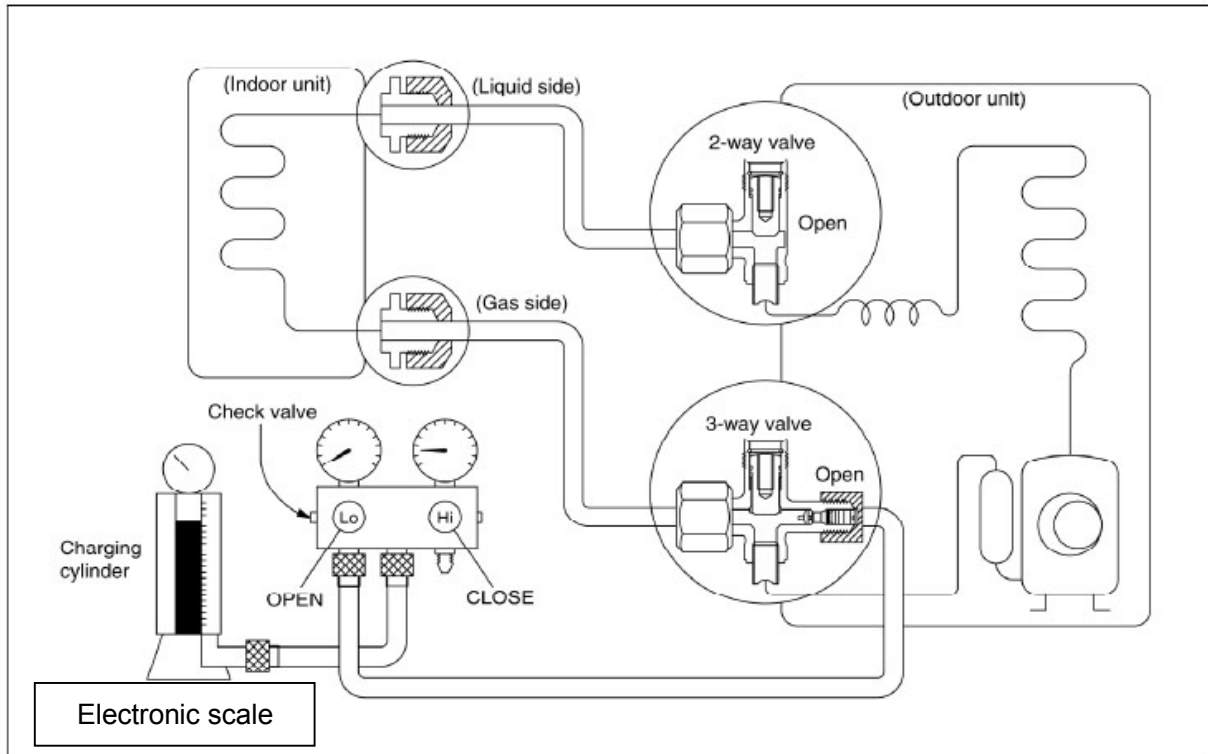 (Indoor unit)
(Liquid side)
(Outdoor unit)
2-way valve
Open
(Gas side)
Check valve
3-way valve
Open
Lo
Hi
Charging
cylinder
OPEN
CLOSE
Electronic scale